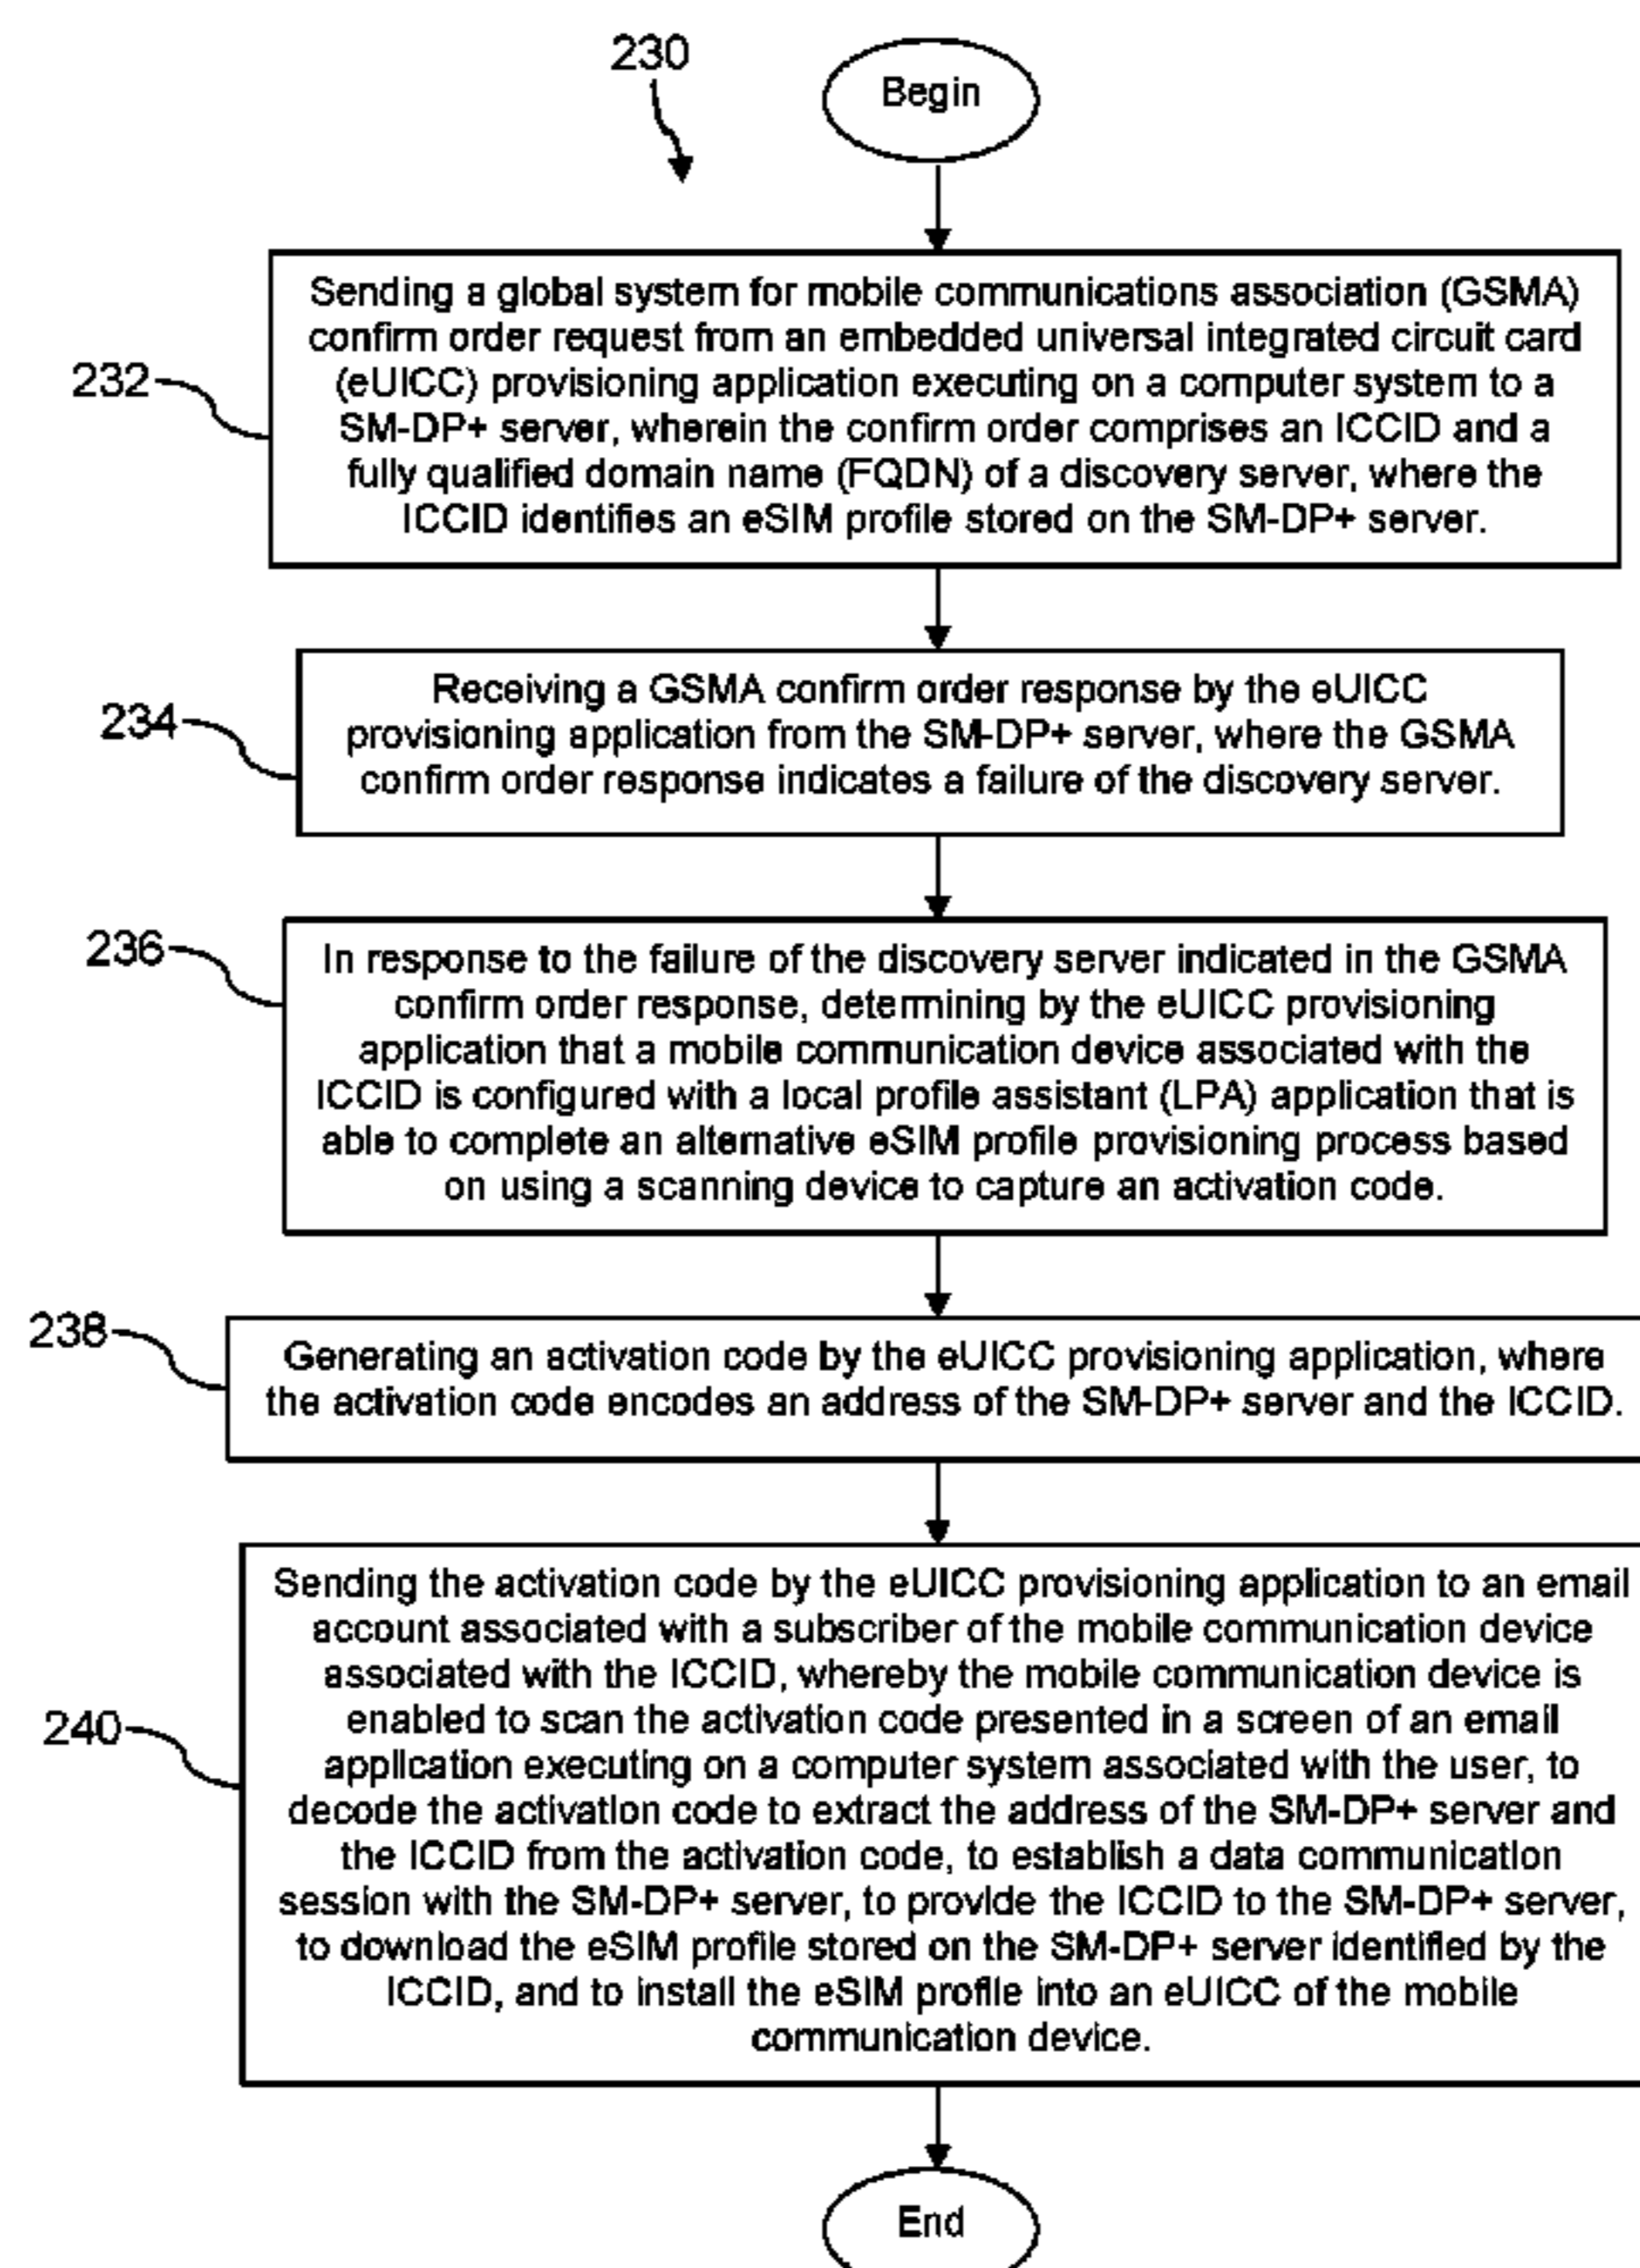 230
Begin
232
Sending a global system for mobile communications association (GSMA)
confirm order request from an embedded universal integrated circuit card
(eUICC) provisioning application executing on a computer system to a
SM-DP+ server, wherein the confirm order comprises an ICCID and a
fully qualified domain name (FQDN) of a discovery server, where the
ICCID identifies an eSIM profile stored on the SM-DP+ server.
234
Receiving a GSMA confirm order response by the eUICC
provisioning application from the SM-DP+ server, where the GSMA
confirm order response indicates a failure of the discovery server.
236
In response to the failure of the discovery server indicated in the GSMA
confirm order response, determining by the eUICC provisioning
application that a mobile communication device associated with the
ICCID is configured with a local profile assistant (LPA) application that is
able to complete an alternative eSIM profile provisioning process based
on using a scanning device to capture an activation code.
238
Generating an activation code by the eUICC provisioning application, where
the activation code encodes an address of the SM-DP+ server and the ICCID.
240
Sending the activation code by the eUICC provisioning application to an email
account associated with a subscriber of the mobile communication device
associated with the ICCID, whereby the mobile communication device is
enabled to scan the activation code presented in a screen of an email
application executing on a computer system associated with the user, to
decode the activation code to extract the address of the SM-DP+ server and
the ICCID from the activation code, to establish a data communication
session with the SM-DP+ server, to provide the ICCID to the SM-DP+ server,
to download the eSIM profile stored on the SM-DP+ server identified by the
ICCID, and to install the eSIM profile into an eUICC of the mobile
communication device.
End